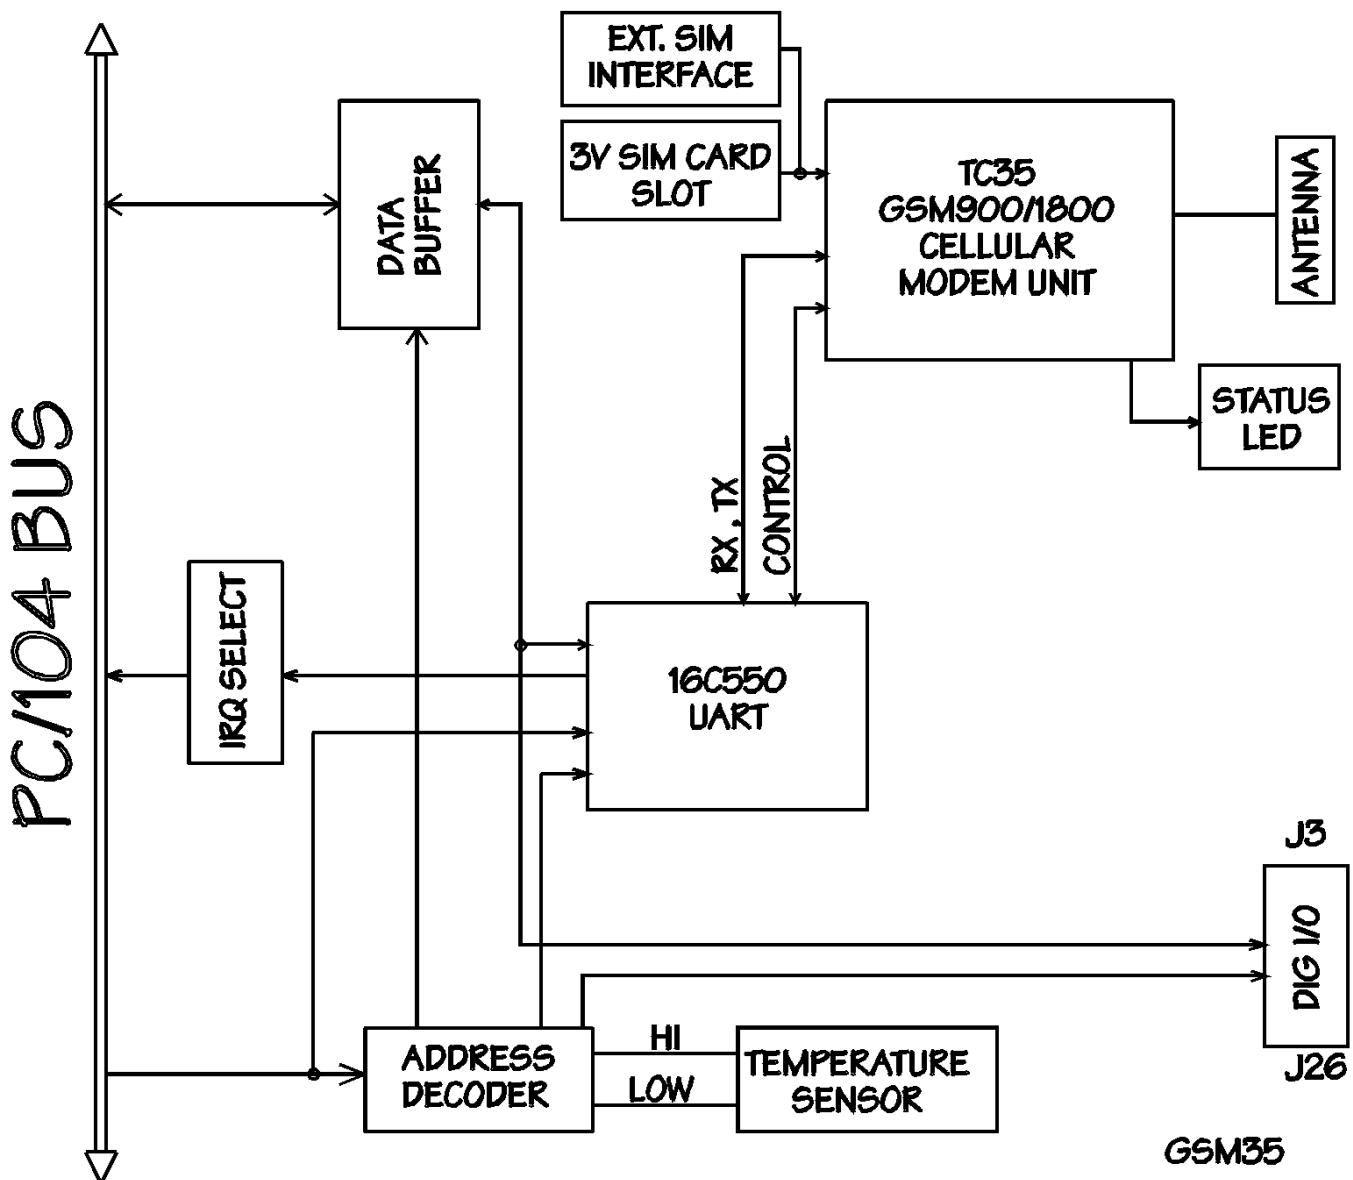 EXT. SIM
INTERFACE
3V SIM CARD
SLOT
DATA
BUFFER
TC35
GSM900/1800
CELLULAR
MODEM UNIT
ANTENNA
STATUS
LED
RX , TX
CONTROL
PC/104 BUS
IRQ SELECT
16C550
UART
J3
DIG I/O
J26
ADDRESS
DECODER
HI
LOW
TEMPERATURE
SENSOR
GSM35